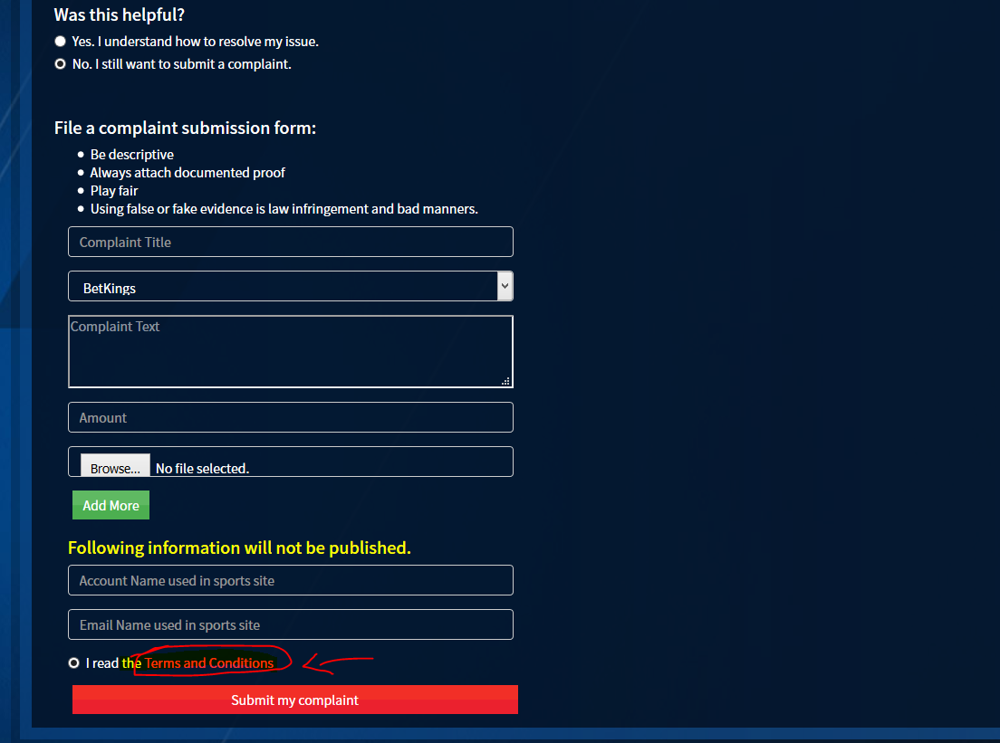 Was this helpful?
Yes. I understand how to resolve my issue.
No. I still want to submit a complaint.
File a complaint submission form:
Be descriptive
Always attach documented proof
Play fair
Using false or fake evidence is law infringement and bad manners.
Complaint Title
BetKings
Complaint Text
Amount
Browse... No file selected.
Add More
Following information will not be published.
Account Name used in sports site
Email Name used in sports site
I read the Terms and Conditions
Submit my complaint